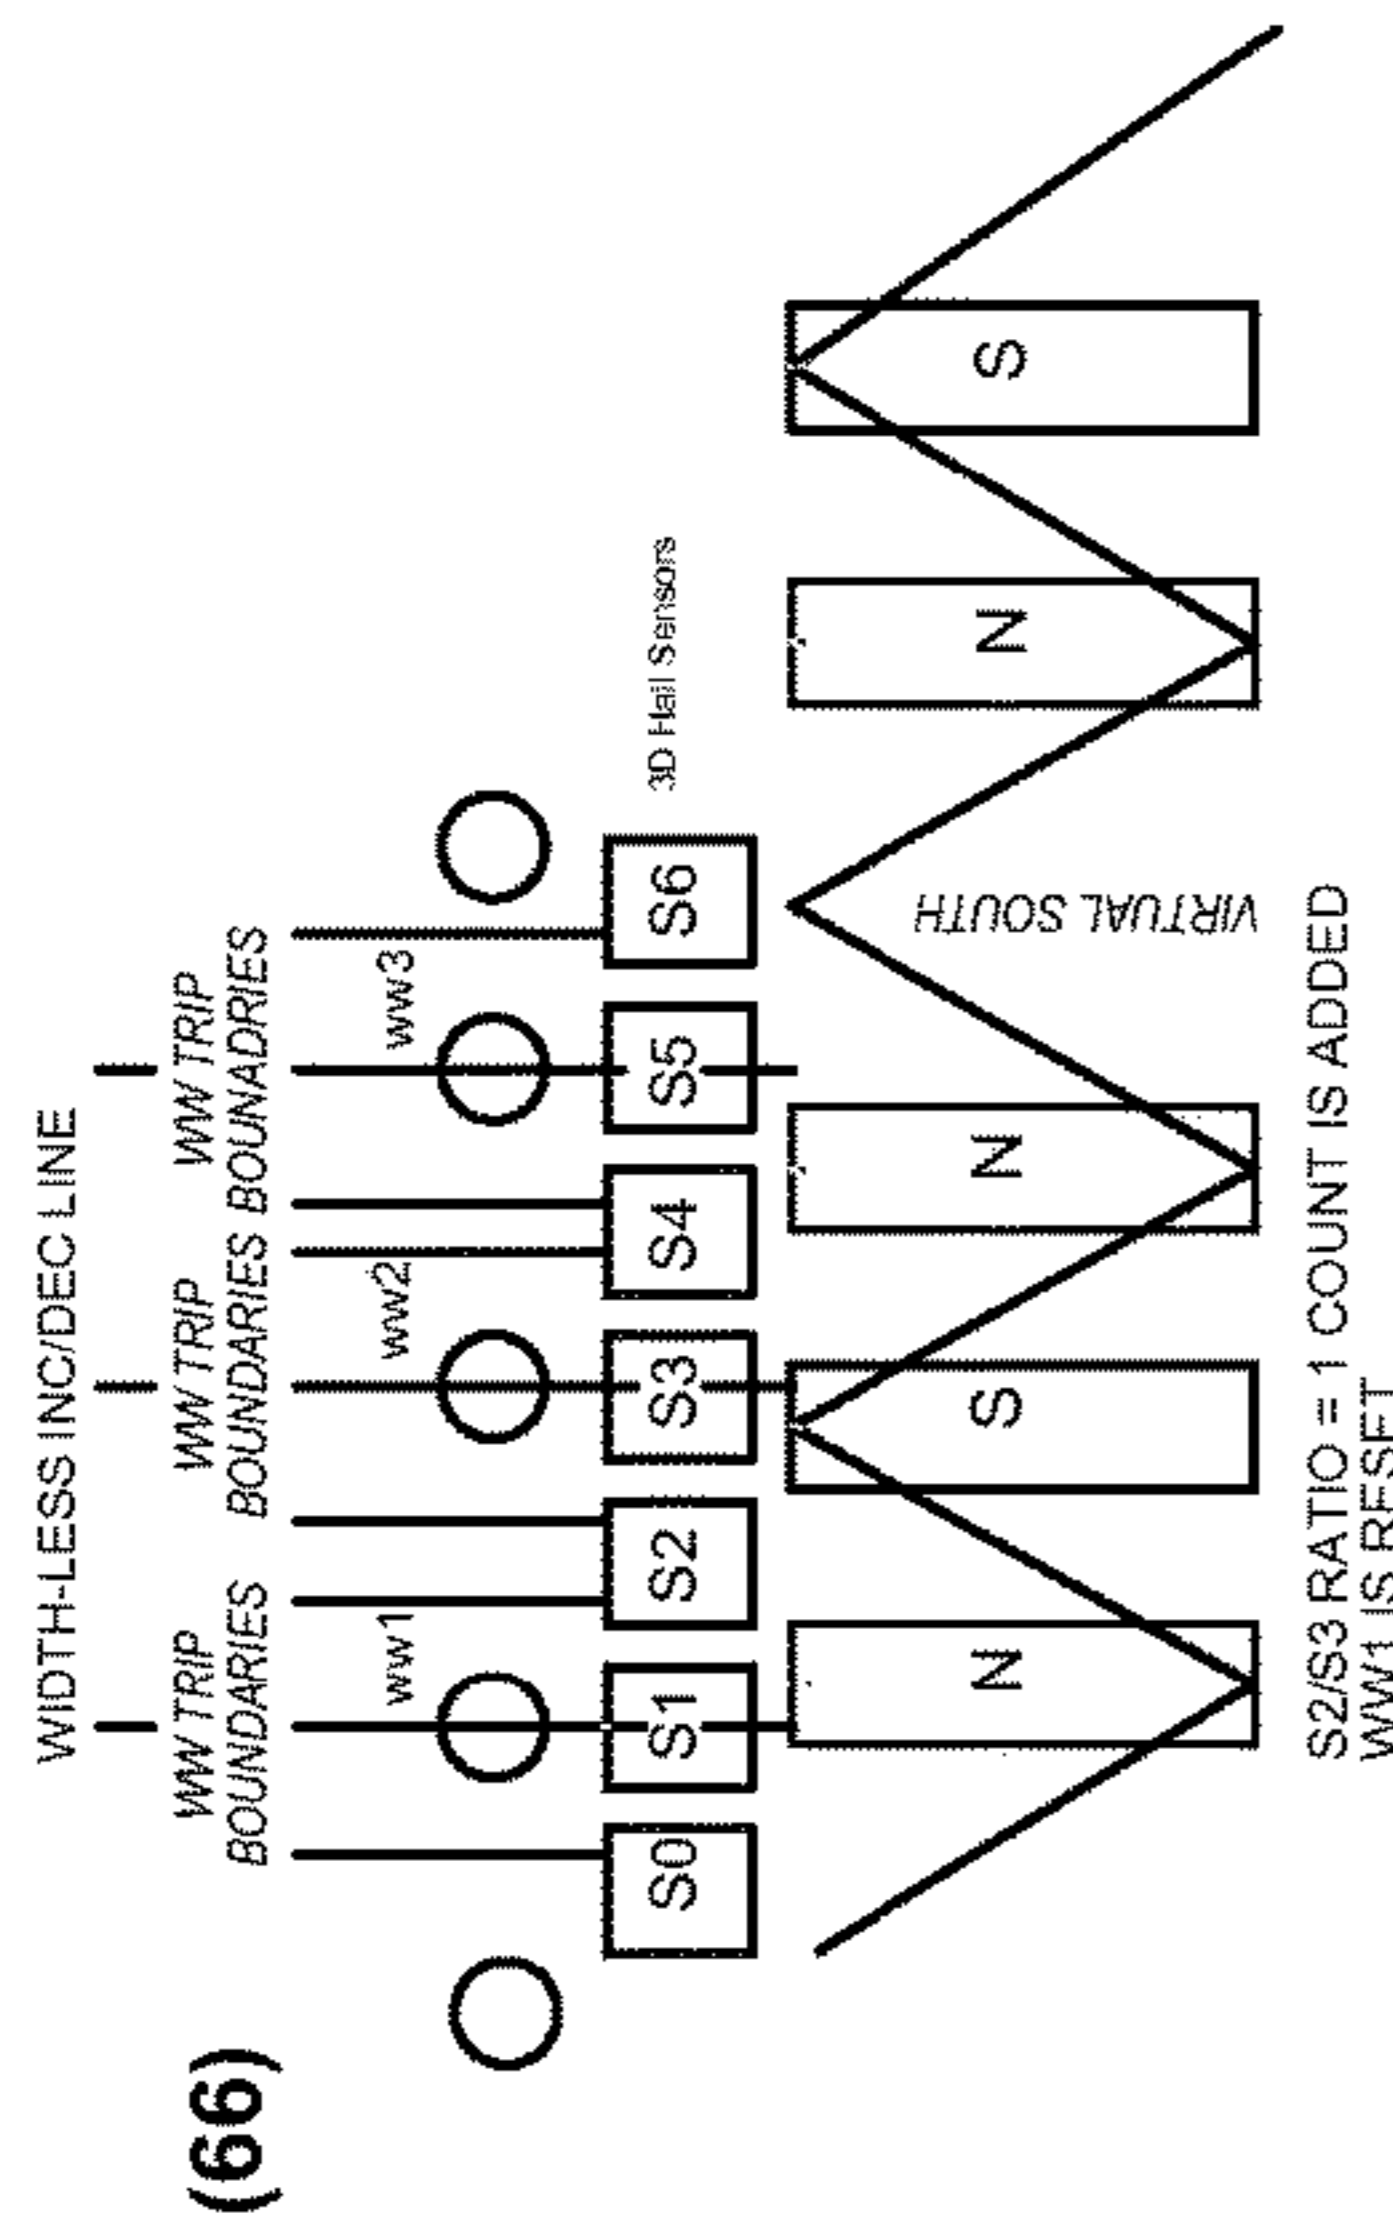 (66)
WIDTH-LESS INC/DEC LINE
WW TRIP
BOUNDARIES
WW TRIP
BOUNDARIES
WW TRIP
BOUNADRIES
ww1
ww2
ww3
S0
S1
S2
S3
S4
S5
S6
3D Hall Sensors
N
S
N
VIRTUAL SOUTH
N
S
S2/S3 RATIO = 1 COUNT IS ADDED
WW1 IS RESET